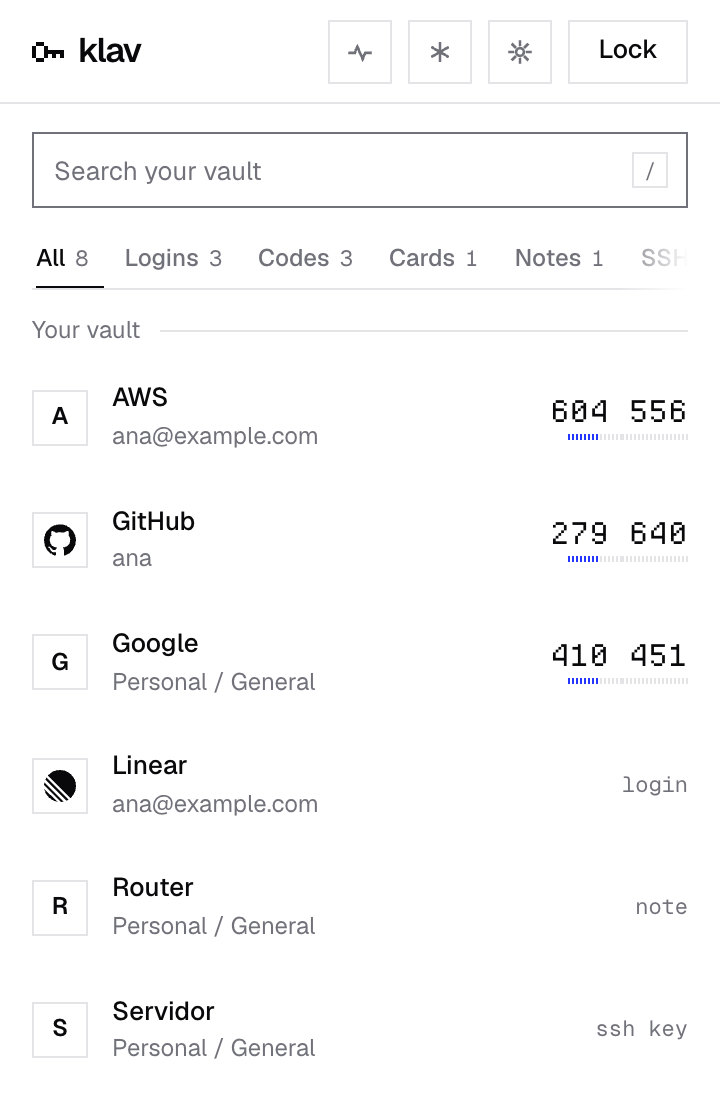 klav
Lock
Search your vault /
All 8 Logins 3 Codes 3 Cards 1 Notes 1 SSH
Your vault
A AWS
ana@example.com
604 556
GitHub
ana
279 640
G Google
Personal / General
410 451
Linear
ana@example.com
login
R Router
Personal / General
note
S Servidor
Personal / General
ssh key